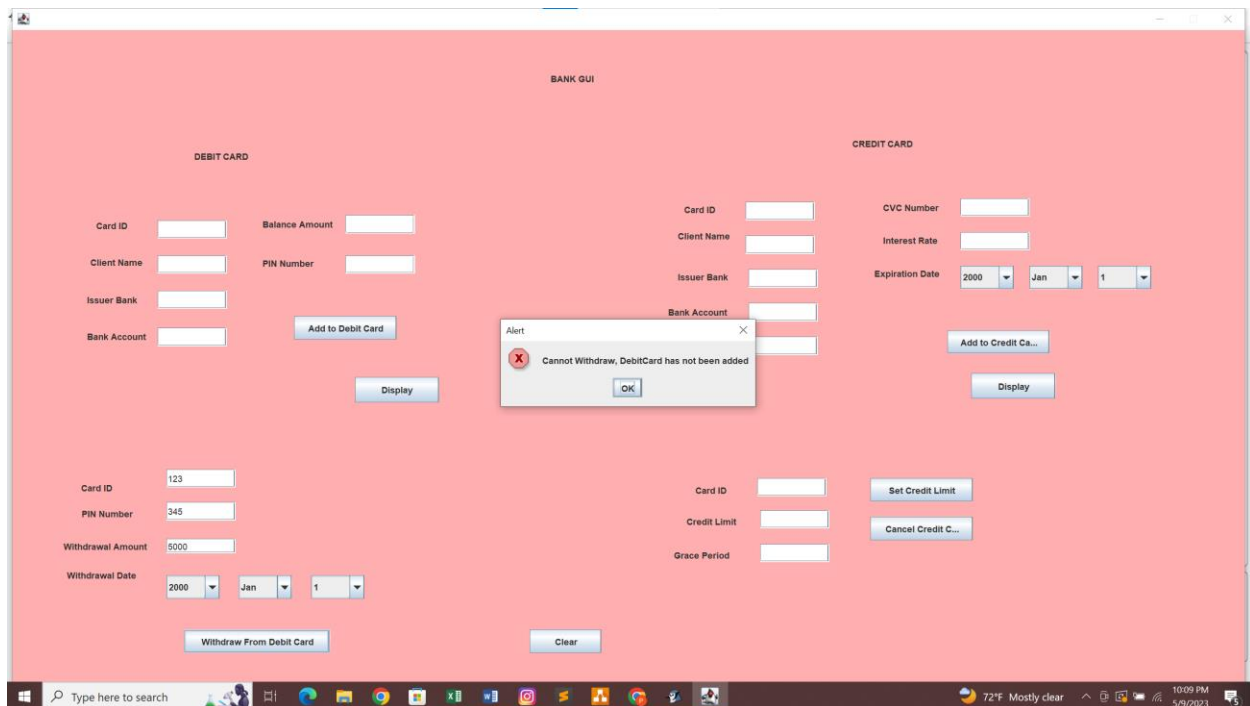 BANK GUI
DEBIT CARD
Card ID
Balance Amount
Client Name
PIN Number
Issuer Bank
Bank Account
Add to Debit Card
Display
CREDIT CARD
Card ID
CVC Number
Client Name
Interest Rate
Issuer Bank
Expiration Date
2000
Jan
1
Bank Account
Add to Credit Ca...
Display
Alert
Cannot Withdraw, DebitCard has not been added
OK
Card ID
123
PIN Number
345
Withdrawal Amount
5000
Withdrawal Date
2000
Jan
1
Withdraw From Debit Card
Clear
Card ID
Set Credit Limit
Credit Limit
Cancel Credit C...
Grace Period
Type here to search
72°F Mostly clear
10:09 PM
5/9/2023